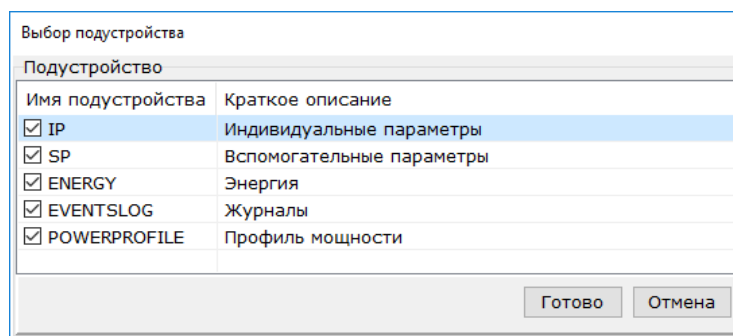 Выбор подустройства
Подустройство
Имя подустройства Краткое описание
IP Индивидуальные параметры
SP Вспомогательные параметры
ENERGY Энергия
EVENTSLOG Журналы
POWERPROFILE Профиль мощности
Готово Отмена